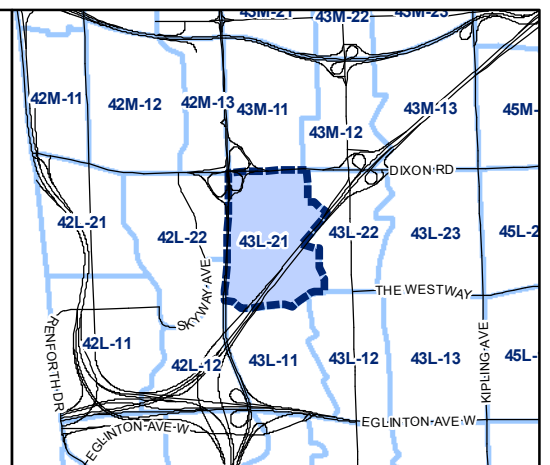 43M-21
43M-22
43M-23
42M-11
42M-12
42M-13
43M-11
43M-12
43M-13
45M-
DIXON RD
42L-21
42L-22
43L-21
43L-22
43L-23
45L-2
SKYWAY AVE
THE WESTWAY
RENFORTH DR
42L-11
42L-12
43L-11
43L-12
43L-13
45L-
KIPLING AVE
EGLINTON AVE W
EGLINTON AVE W